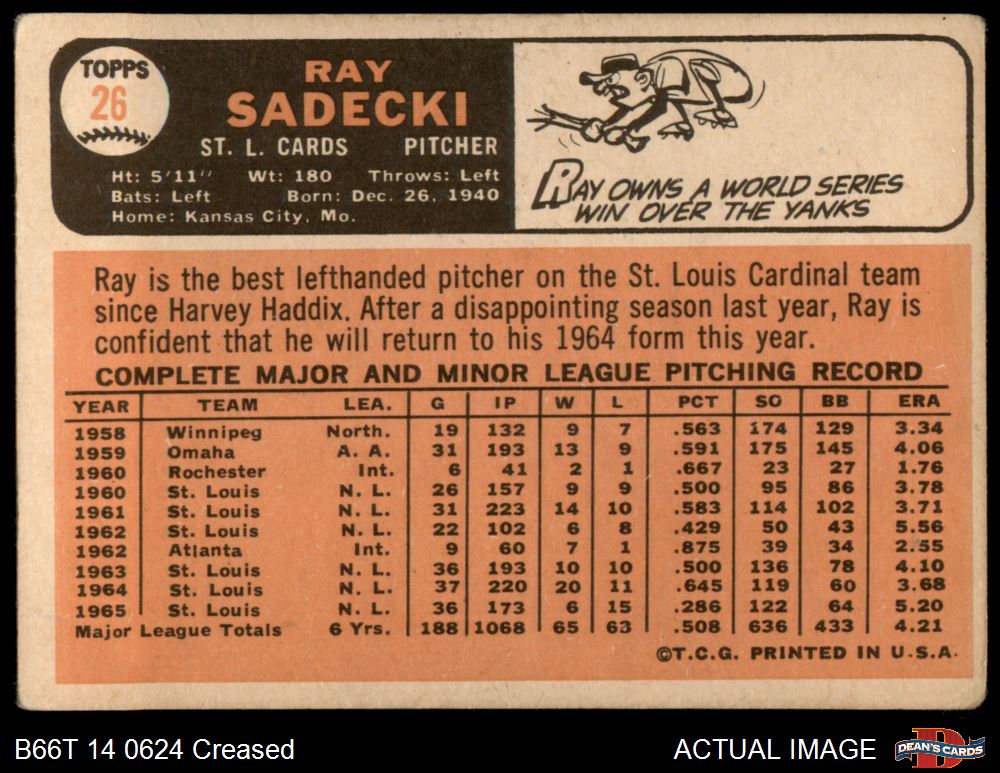 TOPPS
26
RAY
SADECKI
ST. L. CARDS PITCHER
Ht: 5'11" Wt: 180 Throws: Left
Bats: Left Born: Dec. 26, 1940
Home: Kansas City, Mo.
RAY OWNS A WORLD SERIES
WIN OVER THE YANKS
Ray is the best lefthanded pitcher on the St. Louis Cardinal team
since Harvey Haddix. After a disappointing season last year, Ray is
confident that he will return to his 1964 form this year.
COMPLETE MAJOR AND MINOR LEAGUE PITCHING RECORD
YEAR TEAM LEA. G IP W L PCT SO BB ERA
1958 Winnipeg North. 19 132 9 7 .563 174 129 3.34
1959 Omaha A. A. 31 193 13 9 .591 175 145 4.06
1960 Rochester Int. 6 41 2 1 .667 23 27 1.76
1960 St. Louis N. L. 26 157 9 9 .500 95 86 3.78
1961 St. Louis N. L. 31 223 14 10 .583 114 102 3.71
1962 St. Louis N. L. 22 102 6 8 .429 50 43 5.56
1962 Atlanta Int. 9 60 7 1 .875 39 34 2.55
1963 St. Louis N. L. 36 193 10 10 .500 136 78 4.10
1964 St. Louis N. L. 37 220 20 11 .645 119 60 3.68
1965 St. Louis N. L. 36 173 6 15 .286 122 64 5.20
Major League Totals 6 Yrs. 188 1068 65 63 .508 636 433 4.21
©T.C.G. PRINTED IN U.S.A.
B66T 14 0624 Creased
ACTUAL IMAGE
D
DEAN'S CARDS